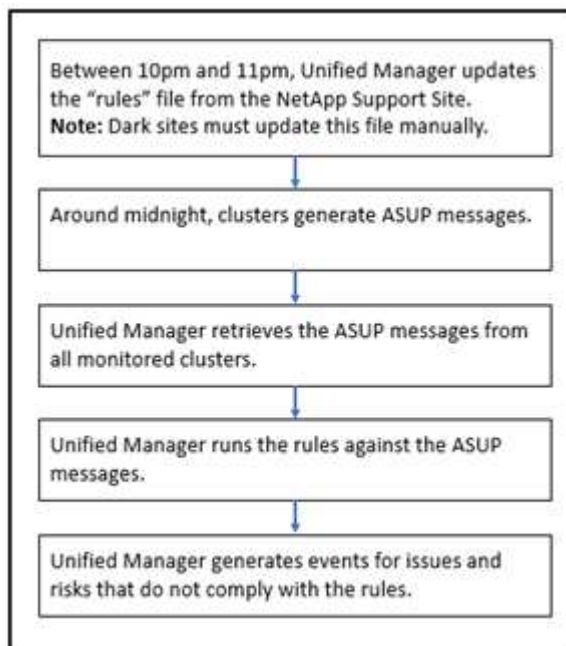 Between 10pm and 11pm, Unified Manager updates
the “rules” file from the NetApp Support Site.
Note: Dark sites must update this file manually.
Around midnight, clusters generate ASUP messages.
Unified Manager retrieves the ASUP messages from
all monitored clusters.
Unified Manager runs the rules against the ASUP
messages.
Unified Manager generates events for issues and
risks that do not comply with the rules.